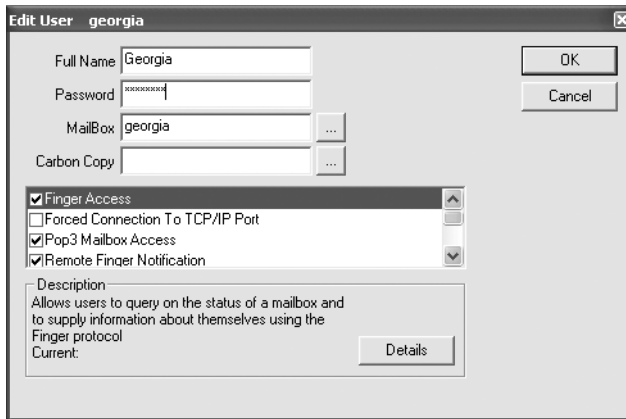 Edit User georgia
Full Name Georgia
OK
Password xxxxxxxx
Cancel
MailBox georgia ...
Carbon Copy ...
Finger Access
Forced Connection To TCP/IP Port
Pop3 Mailbox Access
Remote Finger Notification
Description
Allows users to query on the status of a mailbox and
to supply information about themselves using the
Finger protocol
Current:
Details